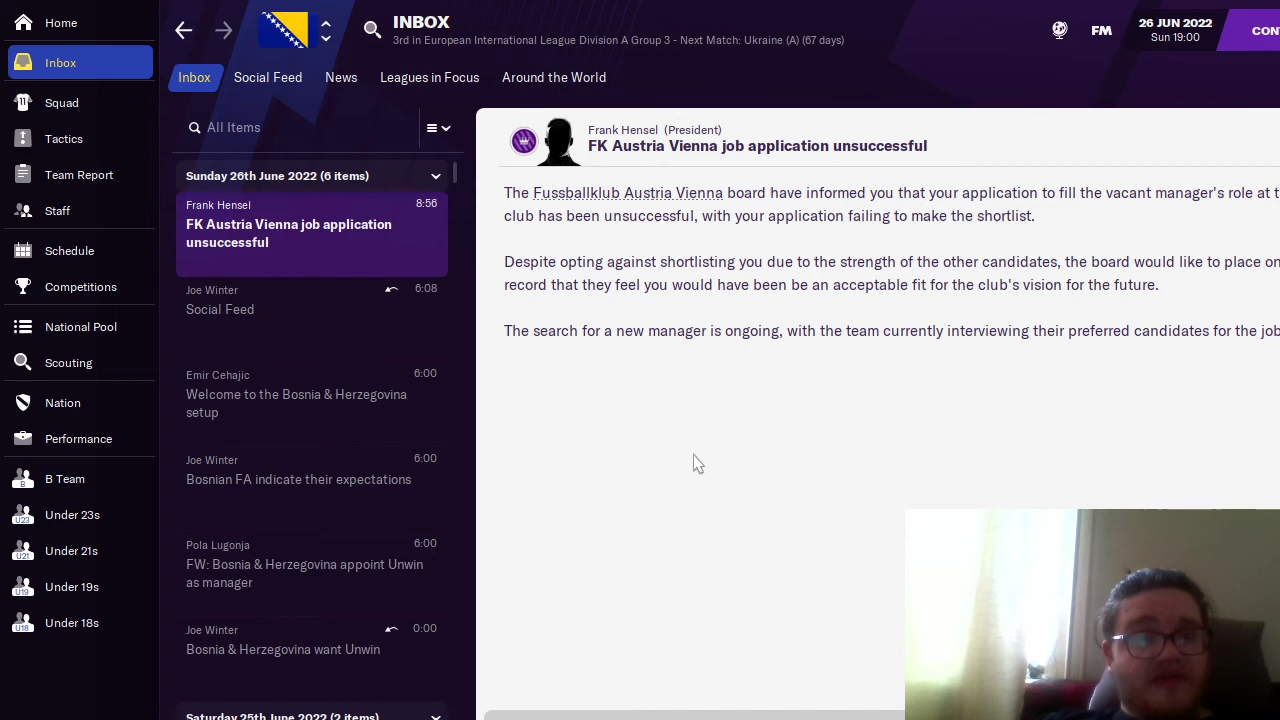 Home
Inbox
Squad
Tactics
Team Report
Staff
Schedule
Competitions
National Pool
Scouting
Nation
Performance
B Team
Under 23s
Under 21s
Under 19s
Under 18s
11
B
U23
U21
U19
U18
INBOX
3rd in European International League Division A Group 3 - Next Match: Ukraine (A) (67 days)
FM
26 JUN 2022
Sun 19:00
CON
Inbox
Social Feed
News
Leagues in Focus
Around the World
All Items
Sunday 26th June 2022 (6 items)
Frank Hensel 8:56
FK Austria Vienna job application
unsuccessful
Joe Winter 6:08
Social Feed
Emir Cehajic 6:00
Welcome to the Bosnia & Herzegovina
setup
Joe Winter 6:00
Bosnian FA indicate their expectations
Pola Lugonja 6:00
FW: Bosnia & Herzegovina appoint Unwin
as manager
Joe Winter 0:00
Bosnia & Herzegovina want Unwin
Saturday 25th June 2022 (2 items)
Frank Hensel (President)
FK Austria Vienna job application unsuccessful
The Fussballklub Austria Vienna board have informed you that your application to fill the vacant manager's role at t
club has been unsuccessful, with your application failing to make the shortlist.
Despite opting against shortlisting you due to the strength of the other candidates, the board would like to place on
record that they feel you would have been be an acceptable fit for the club's vision for the future.
The search for a new manager is ongoing, with the team currently interviewing their preferred candidates for the job